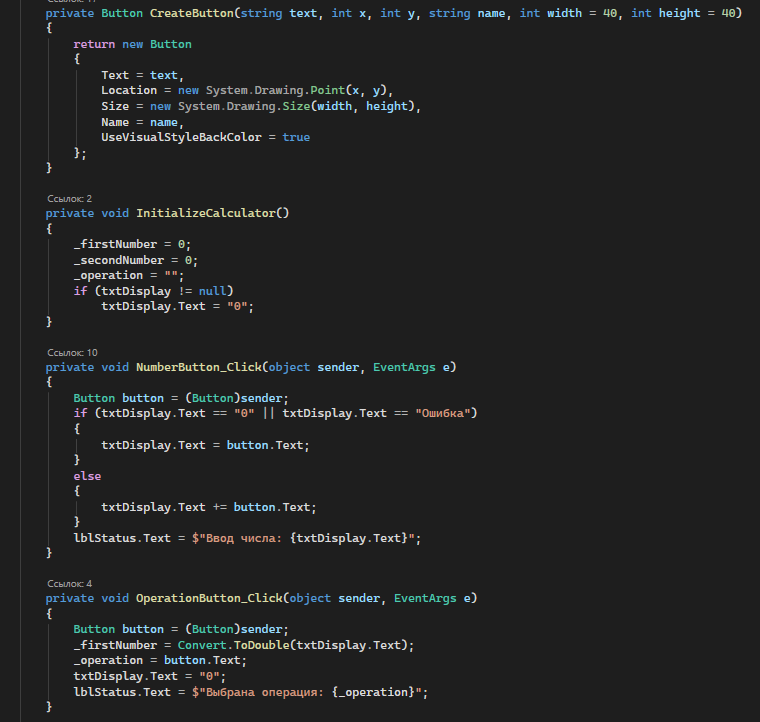 private Button CreateButton(string text, int x, int y, string name, int width = 40, int height = 40)
{
return new Button
{
Text = text,
Location = new System.Drawing.Point(x, y),
Size = new System.Drawing.Size(width, height),
Name = name,
UseVisualStyleBackColor = true
};
}
Ссылок: 2
private void InitializeCalculator()
{
_firstNumber = 0;
_secondNumber = 0;
_operation = "";
if (txtDisplay != null)
txtDisplay.Text = "0";
}
Ссылок: 10
private void NumberButton_Click(object sender, EventArgs e)
{
Button button = (Button)sender;
if (txtDisplay.Text == "0" || txtDisplay.Text == "Ошибка")
{
txtDisplay.Text = button.Text;
}
else
{
txtDisplay.Text += button.Text;
}
lblStatus.Text = $"Ввод числа: {txtDisplay.Text}";
}
Ссылок: 4
private void OperationButton_Click(object sender, EventArgs e)
{
Button button = (Button)sender;
_firstNumber = Convert.ToDouble(txtDisplay.Text);
_operation = button.Text;
txtDisplay.Text = "0";
lblStatus.Text = $"Выбрана операция: {_operation}";
}